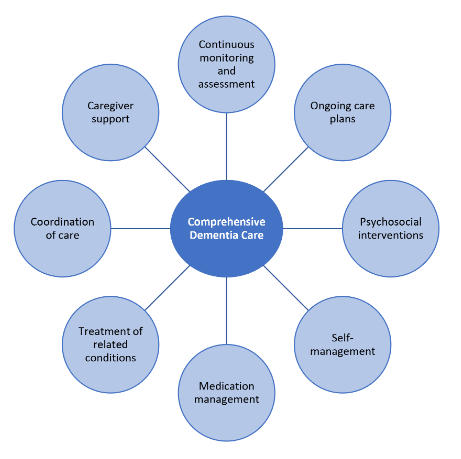 Continuous
monitoring
and
assessment
Ongoing care
plans
Psychosocial
interventions
Self-
management
Medication
management
Treatment of
related
conditions
Coordination
of care
Caregiver
support
Comprehensive
Dementia Care